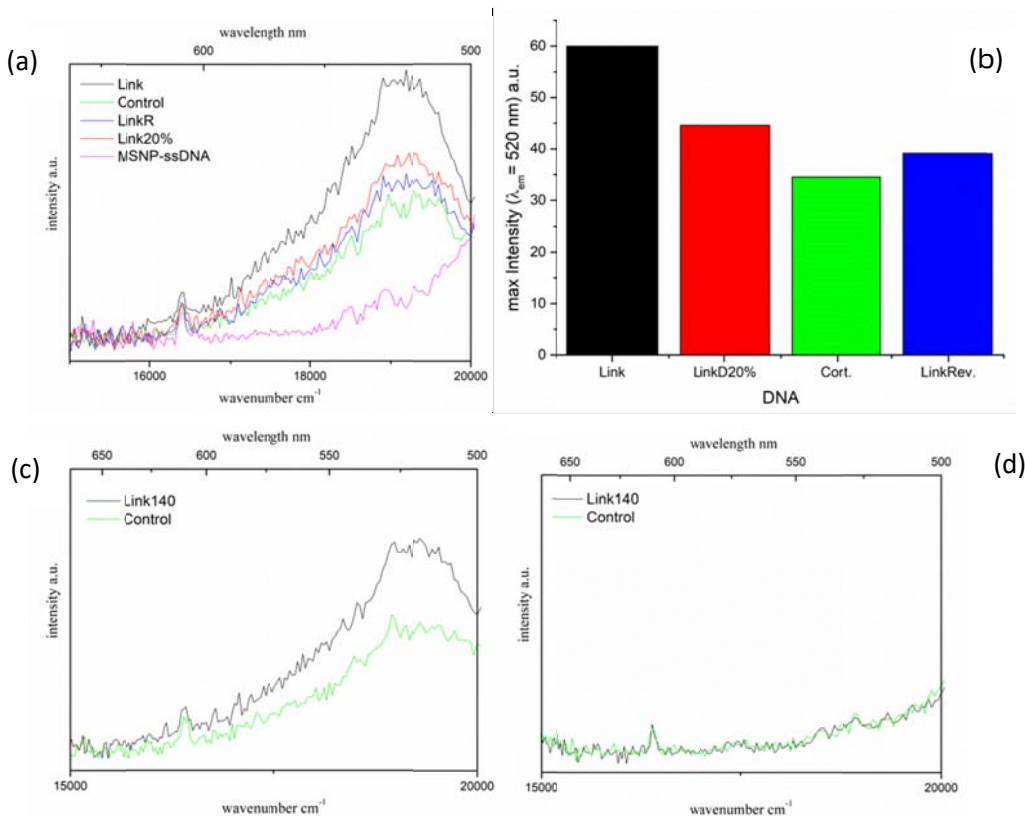 (a)
wavelength nm
600
500
Link
Control
LinkR
Link20%
MSNP-ssDNA
intensity a.u.
16000
18000
20000
wavenumber cm⁻¹
(b)
max Intensity (λem = 520 nm) a.u.
60
50
40
30
20
10
0
Link
LinkD20%
Cort.
LinkRev.
DNA
(c)
wavelength nm
650
600
550
500
Link140
Control
intensity a.u.
15000
20000
wavenumber cm⁻¹
(d)
wavelength nm
650
600
550
500
Link140
Control
intensity a.u.
15000
20000
wavenumber cm⁻¹